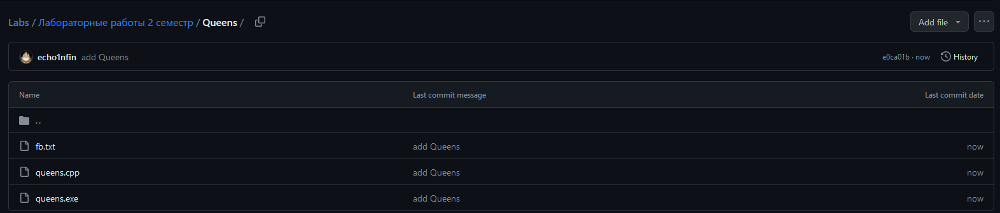 Labs / Лабораторные работы 2 семестр / Queens /
Add file
echo1nfin add Queens
e0ca01b · now
History
Name Last commit message Last commit date
..
fb.txt add Queens now
queens.cpp add Queens now
queens.exe add Queens now